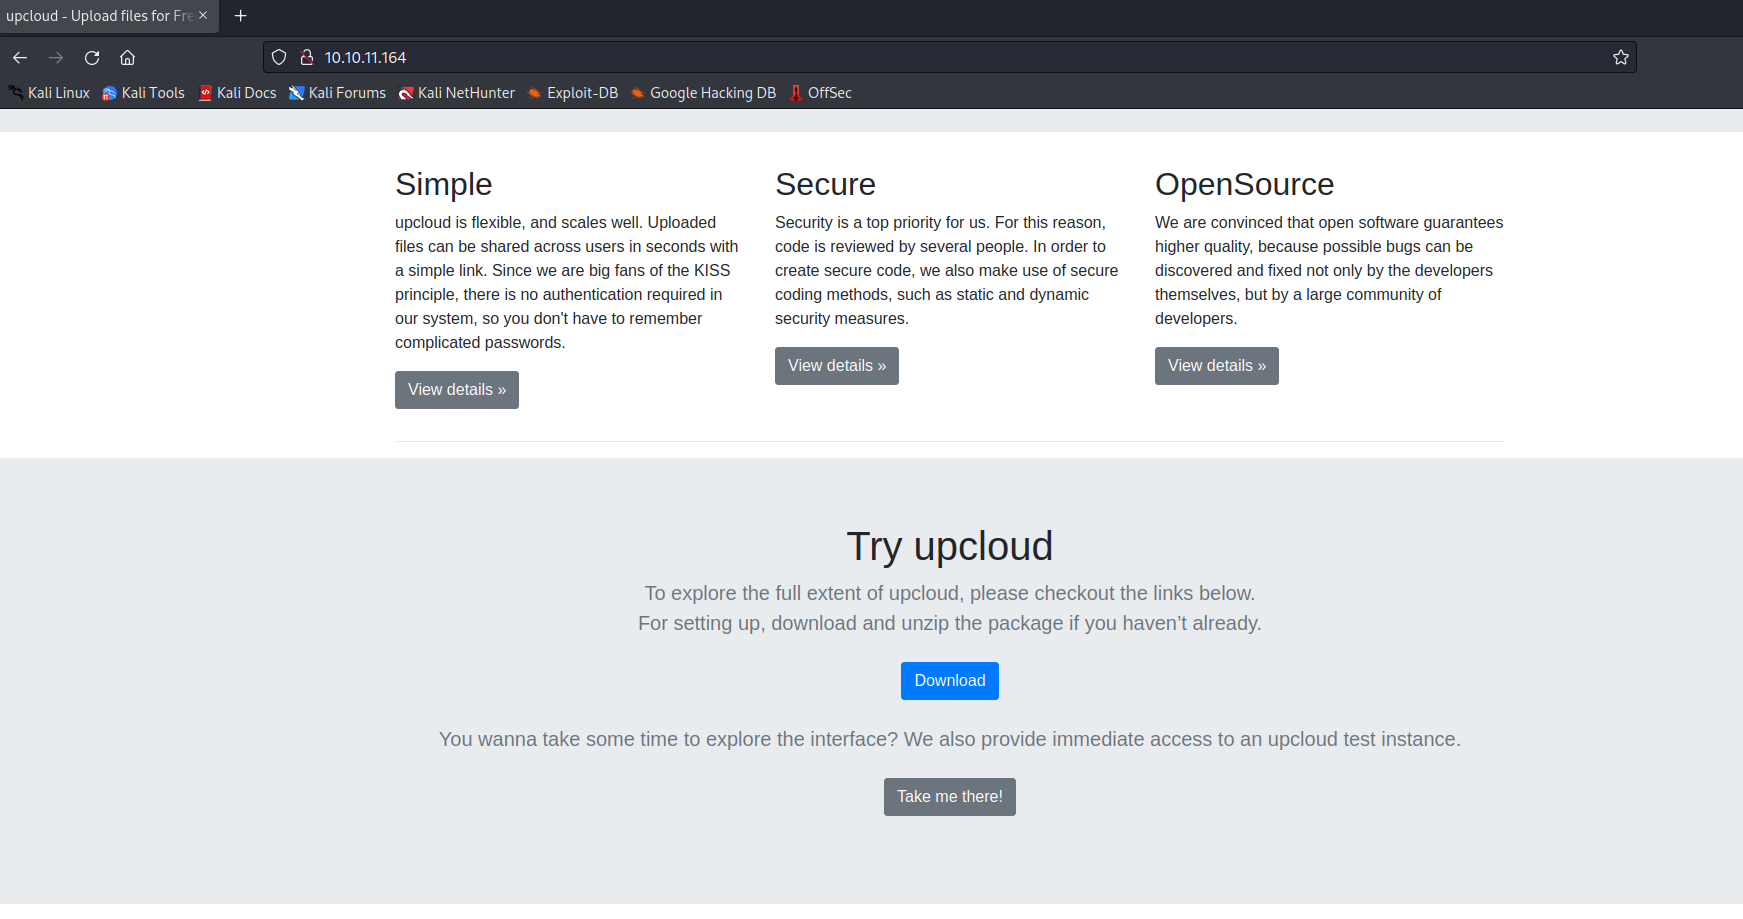 upcloud - Upload files for Fre
10.10.11.164
Kali Linux Kali Tools Kali Docs Kali Forums Kali NetHunter Exploit-DB Google Hacking DB OffSec
Simple
upcloud is flexible, and scales well. Uploaded
files can be shared across users in seconds with
a simple link. Since we are big fans of the KISS
principle, there is no authentication required in
our system, so you don't have to remember
complicated passwords.
View details »
Secure
Security is a top priority for us. For this reason,
code is reviewed by several people. In order to
create secure code, we also make use of secure
coding methods, such as static and dynamic
security measures.
View details »
OpenSource
We are convinced that open software guarantees
higher quality, because possible bugs can be
discovered and fixed not only by the developers
themselves, but by a large community of
developers.
View details »
Try upcloud
To explore the full extent of upcloud, please checkout the links below.
For setting up, download and unzip the package if you haven’t already.
Download
You wanna take some time to explore the interface? We also provide immediate access to an upcloud test instance.
Take me there!